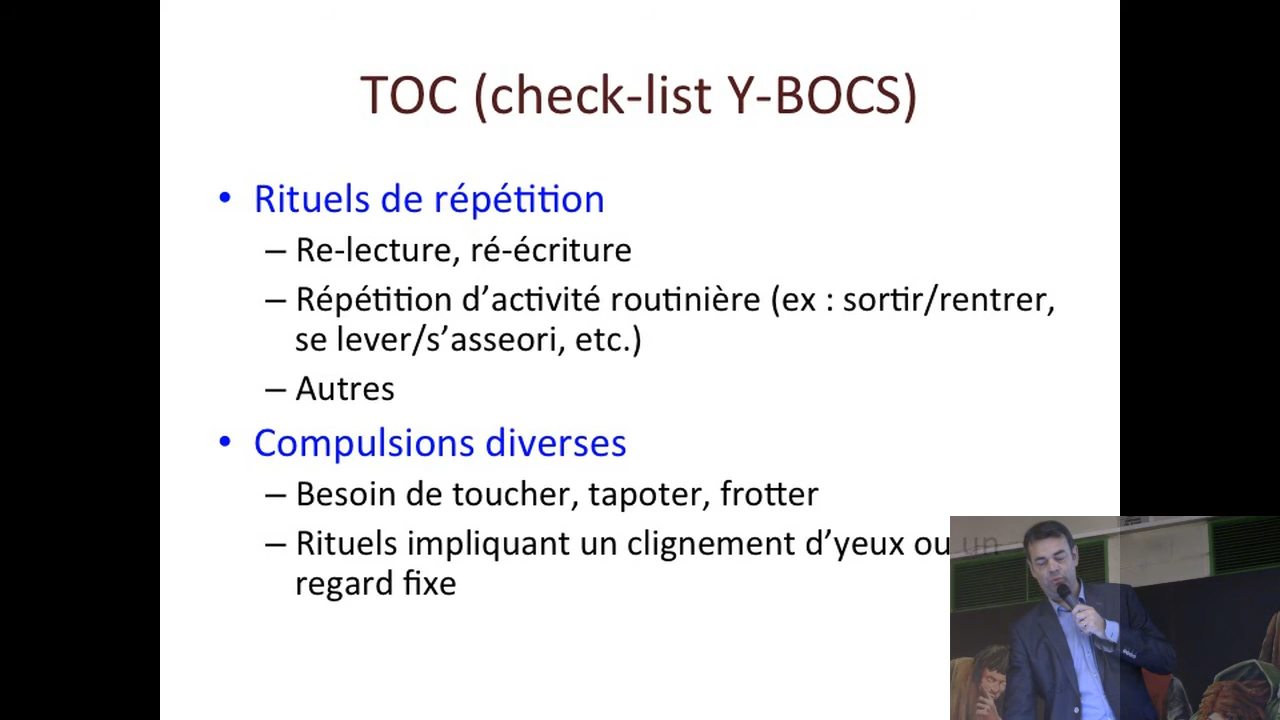 TOC (check-list Y-BOCS)
• Rituels de répétition
– Re-lecture, ré-écriture
– Répétition d’activité routinière (ex : sortir/rentrer,
se lever/s’asseori, etc.)
– Autres
• Compulsions diverses
– Besoin de toucher, tapoter, frotter
– Rituels impliquant un clignement d’yeux ou un
regard fixe